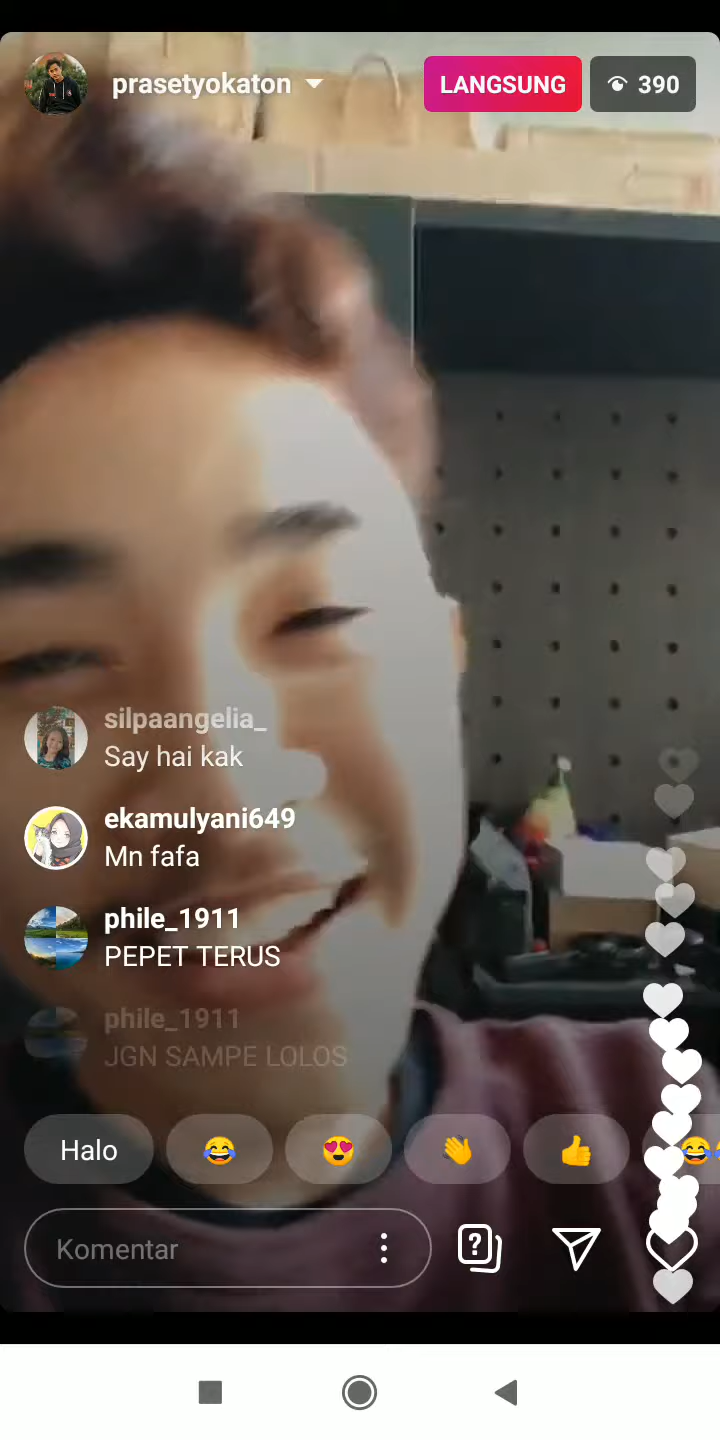 prasetyokaton
LANGSUNG
390
silpaangelia_
Say hai kak
ekamulyani649
Mn fafa
phile_1911
PEPET TERUS
phile_1911
JGN SAMPE LOLOS
Halo
Komentar